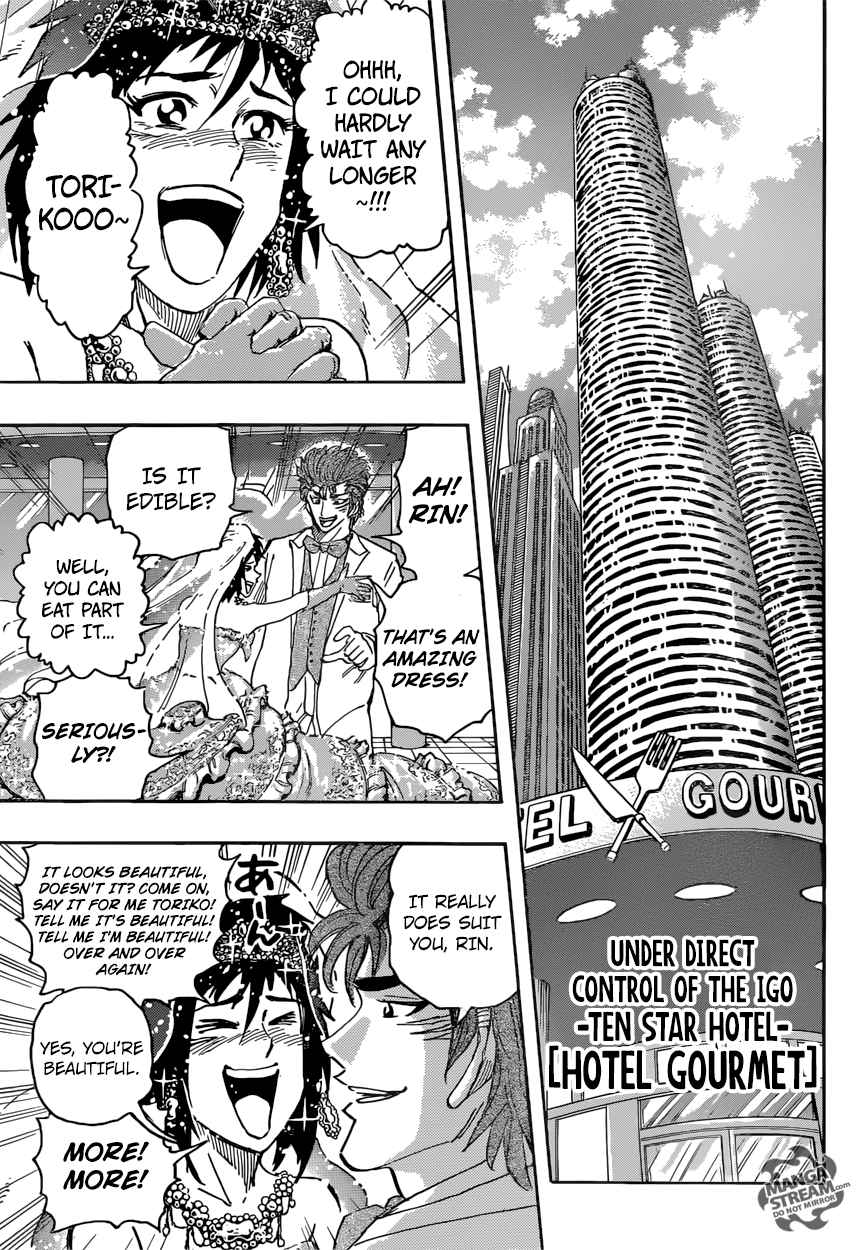 TEL GOUR
UNDER DIRECT
CONTROL OF THE IGO
-TEN STAR HOTEL-
[HOTEL GOURMET]
OHHH,
I COULD
HARDLY
WAIT ANY
LONGER
~!!!
TORI-
KOOO~
AH!
RIN!
THAT'S AN
AMAZING
DRESS!
IS IT
EDIBLE?
WELL,
YOU CAN
EAT PART
OF IT...
SERIOUS-
LY?!
IT REALLY
DOES SUIT
YOU, RIN.
あーん
IT LOOKS BEAUTIFUL,
DOESN'T IT? COME ON,
SAY IT FOR ME TORIKO!
TELL ME IT'S BEAUTIFUL!
TELL ME I'M BEAUTIFUL!
OVER AND OVER
AGAIN!
YES, YOU'RE
BEAUTIFUL.
MORE!
MORE!
MANGA
STREAM.com
DO NOT MIRROR